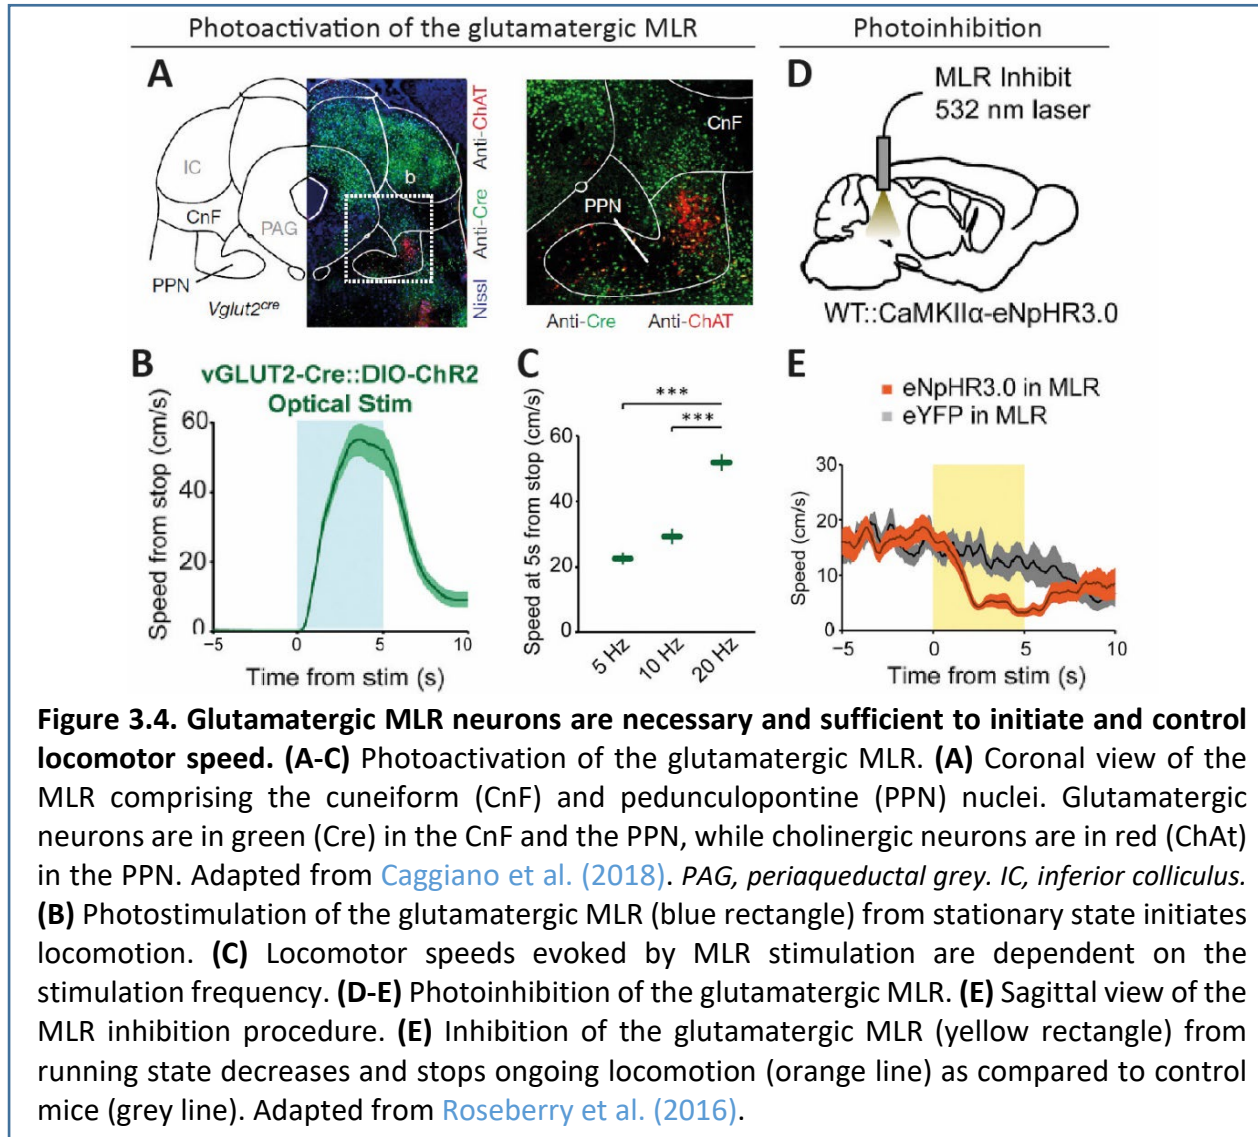 Photoactivation of the glutamatergic MLR
Photoinhibition
A
IC
CnF
PAG
PPN
Vglut2cre
b
Nissl Anti-Cre Anti-ChAT
CnF
PPN
Anti-Cre Anti-ChAT
D
MLR Inhibit
532 nm laser
WT::CaMKIIα-eNpHR3.0
B
vGLUT2-Cre::DIO-ChR2
Optical Stim
Speed from stop (cm/s)
60
40
20
0
−5 0 5 10
Time from stim (s)
C
***
***
Speed at 5s from stop (cm/s)
60
40
20
0
5 Hz 10 Hz 20 Hz
E
eNpHR3.0 in MLR
eYFP in MLR
Speed (cm/s)
30
20
10
0
−5 0 5 10
Time from stim (s)
Figure 3.4. Glutamatergic MLR neurons are necessary and sufficient to initiate and control
locomotor speed. (A-C) Photoactivation of the glutamatergic MLR. (A) Coronal view of the
MLR comprising the cuneiform (CnF) and pedunculopontine (PPN) nuclei. Glutamatergic
neurons are in green (Cre) in the CnF and the PPN, while cholinergic neurons are in red (ChAt)
in the PPN. Adapted from Caggiano et al. (2018). PAG, periaqueductal grey. IC, inferior colliculus.
(B) Photostimulation of the glutamatergic MLR (blue rectangle) from stationary state initiates
locomotion. (C) Locomotor speeds evoked by MLR stimulation are dependent on the
stimulation frequency. (D-E) Photoinhibition of the glutamatergic MLR. (E) Sagittal view of the
MLR inhibition procedure. (E) Inhibition of the glutamatergic MLR (yellow rectangle) from
running state decreases and stops ongoing locomotion (orange line) as compared to control
mice (grey line). Adapted from Roseberry et al. (2016).